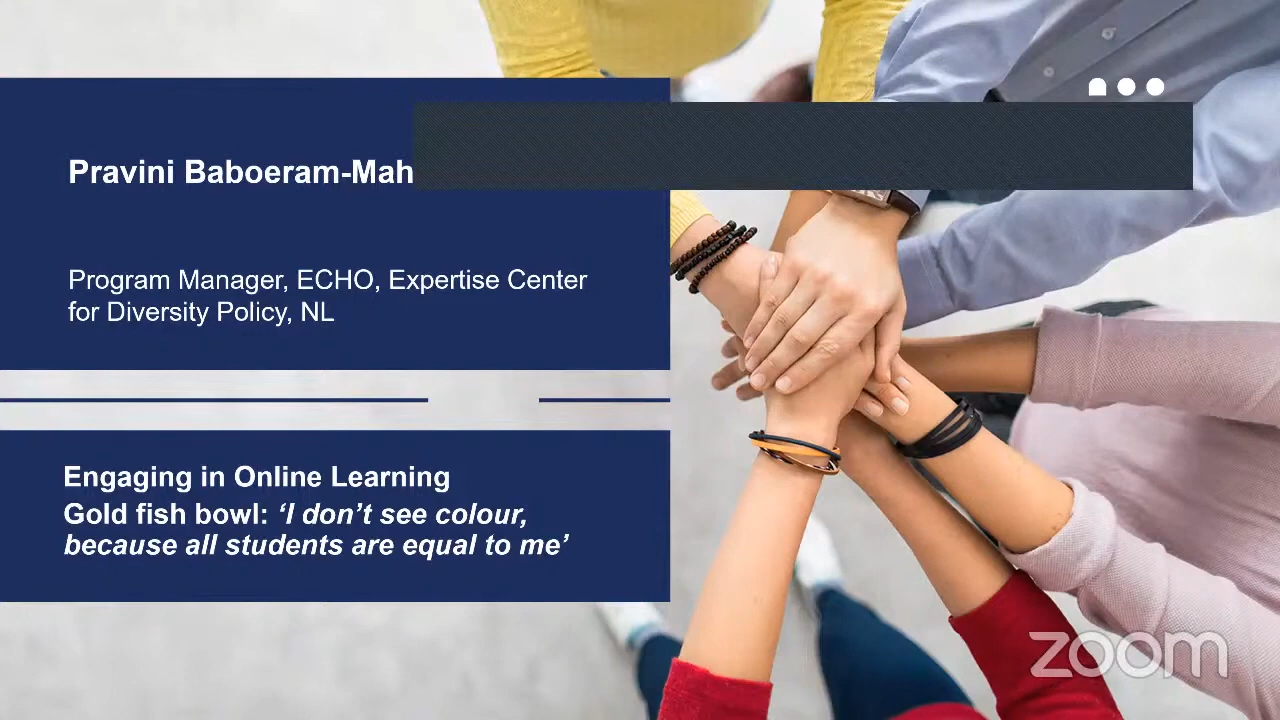 Pravini Baboeram-Mah
Program Manager, ECHO, Expertise Center
for Diversity Policy, NL
Engaging in Online Learning
Gold fish bowl: ‘I don’t see colour,
because all students are equal to me’
zoom